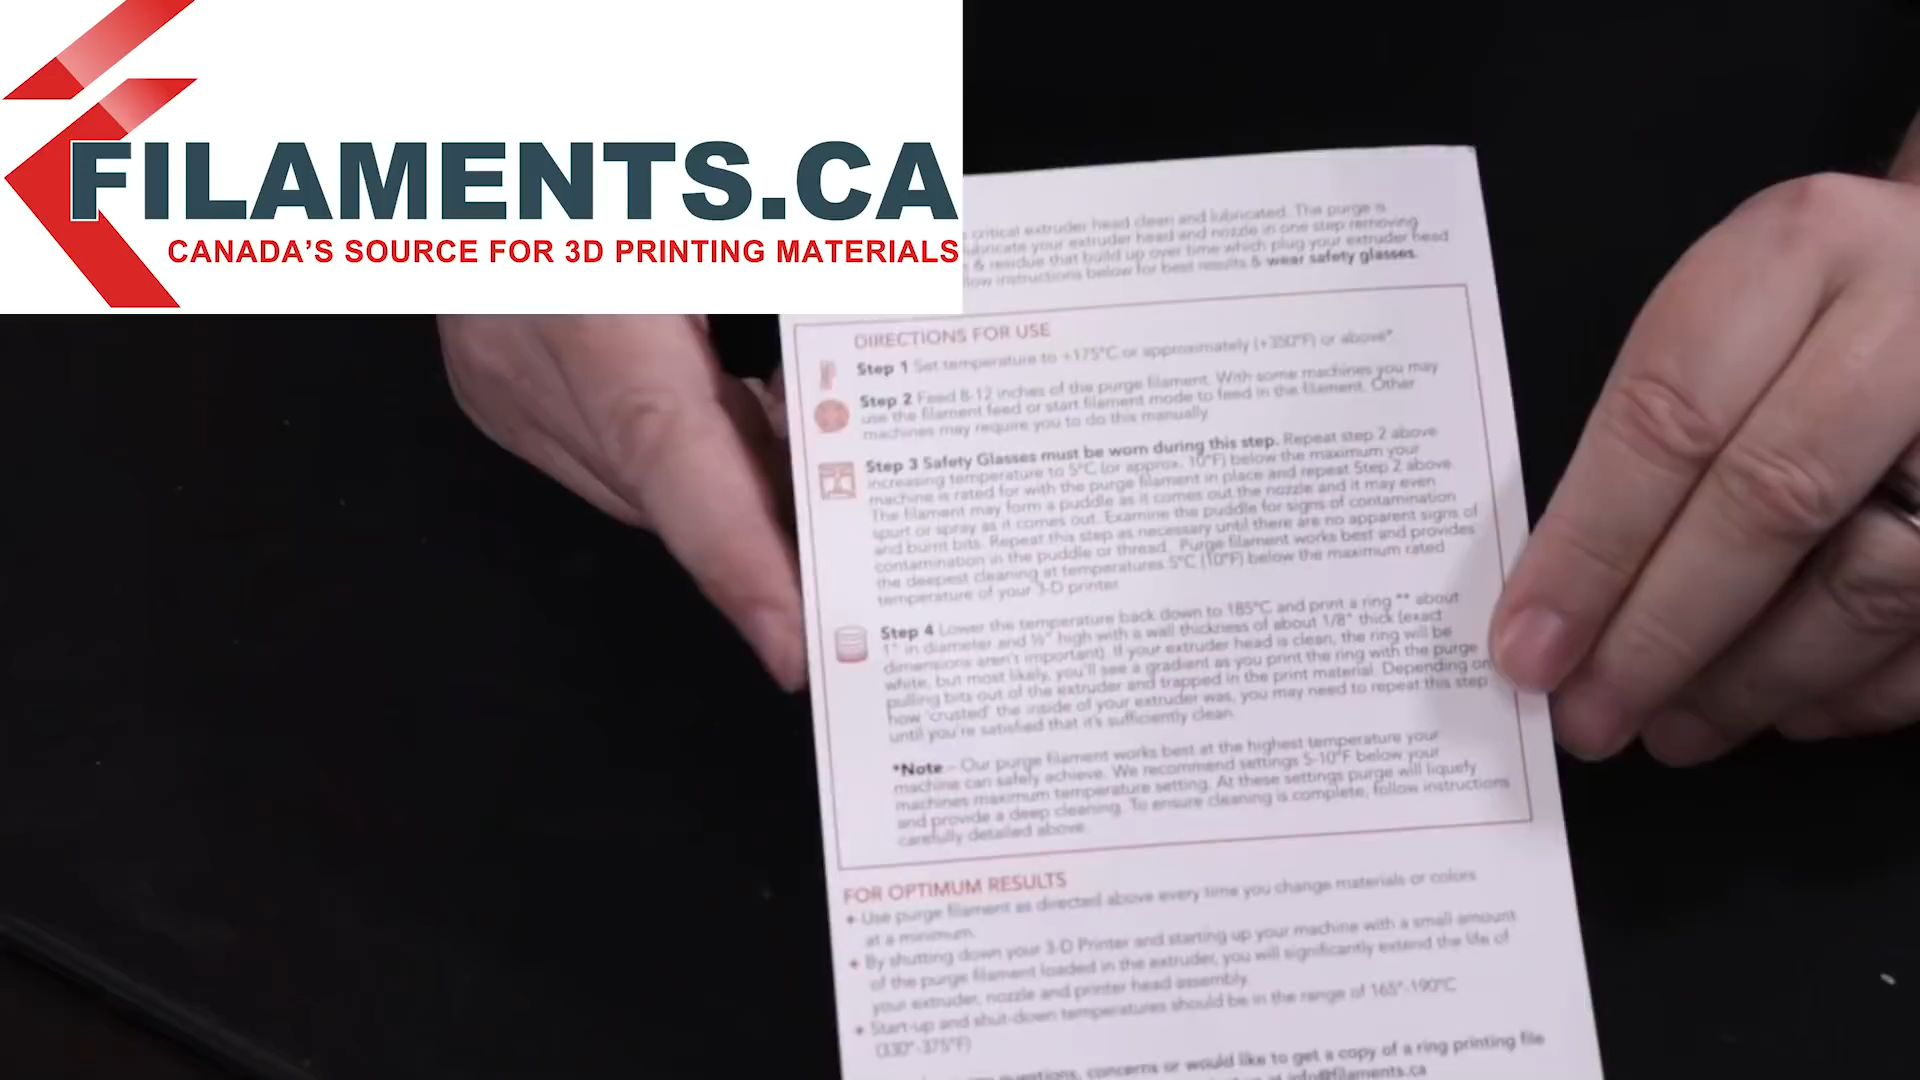 FILAMENTS.CA
CANADA'S SOURCE FOR 3D PRINTING MATERIALS
critical extruder head clean and lubricated. The purge is
lubricate your extruder head and nozzle in one step removing
& residue that build up over time which plug your extruder head
low instructions below for best results & wear safety glasses.
DIRECTIONS FOR USE
Step 1 Set temperature to +175°C or approximately (+350°F) or above*
Step 2 Feed 8-12 inches of the purge filament. With some machines you may
use the filament feed or start filament mode to feed in the filament. Other
machines may require you to do this manually
Step 3 Safety Glasses must be worn during this step. Repeat step 2 above
increasing temperature to 5°C (or approx. 10°F) below the maximum your
machine is rated for with the purge filament in place and repeat Step 2 above.
The filament may form a puddle as it comes out the nozzle and it may even
spurt or spray as it comes out. Examine the puddle for signs of contamination
and burnt bits. Repeat this step as necessary until there are no apparent signs of
contamination in the puddle or thread. Purge filament works best and provides
the deepest cleaning at temperatures 5°C (10°F) below the maximum rated
temperature of your 3-D printer
Step 4 Lower the temperature back down to 185°C and print a ring ** about
1" in diameter and ½" high with a wall thickness of about 1/8" thick (exact
dimensions aren't important). If your extruder head is clean, the ring will be
white, but most likely, you'll see a gradient as you print the ring with the purge
pulling bits out of the extruder and trapped in the print material. Depending on
how 'crusted' the inside of your extruder was, you may need to repeat this step
until you're satisfied that it's sufficiently clean.
*Note – Our purge filament works best at the highest temperature your
machine can safely achieve. We recommend settings 5-10°F below your
machines maximum temperature setting. At these settings purge will liquefy
and provide a deep cleaning. To ensure cleaning is complete, follow instructions
carefully detailed above.
FOR OPTIMUM RESULTS
Use purge filament as directed above every time you change materials or colors
at a minimum.
By shutting down your 3-D Printer and starting up your machine with a small amount
of the purge filament loaded in the extruder, you will significantly extend the life of
your extruder, nozzle and printer head assembly.
Start-up and shut-down temperatures should be in the range of 165°-190°C
(330°-375°F)
questions, concerns or would like to get a copy of a ring printing file
at info@filaments.ca